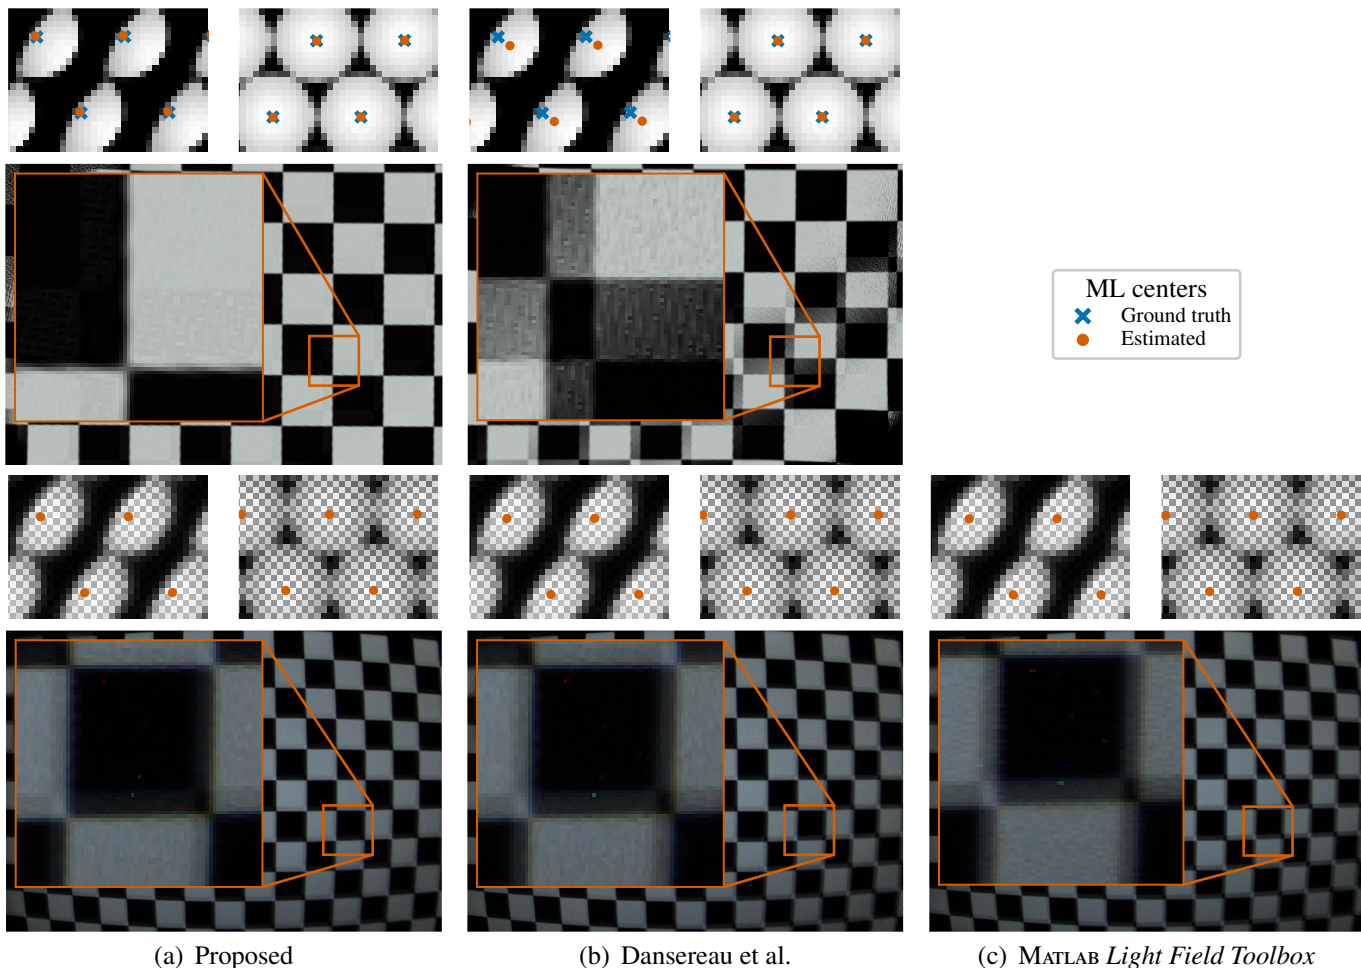 ML centers
Ground truth
Estimated
(a) Proposed
(b) Dansereau et al.
(c) MATLAB Light Field Toolbox